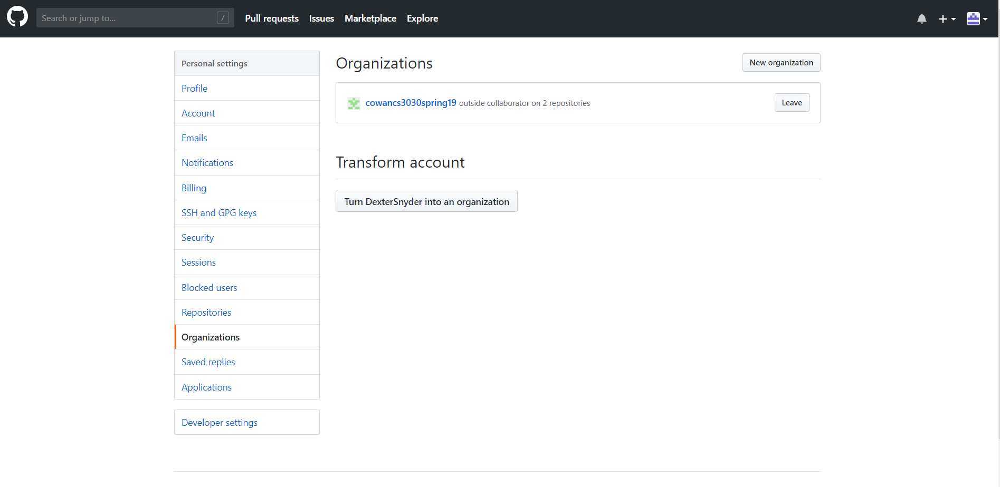 Search or jump to... /
Pull requests Issues Marketplace Explore
Personal settings
Profile
Account
Emails
Notifications
Billing
SSH and GPG keys
Security
Sessions
Blocked users
Repositories
Organizations
Saved replies
Applications
Developer settings
Organizations
New organization
cowancs3030spring19 outside collaborator on 2 repositories
Leave
Transform account
Turn DexterSnyder into an organization